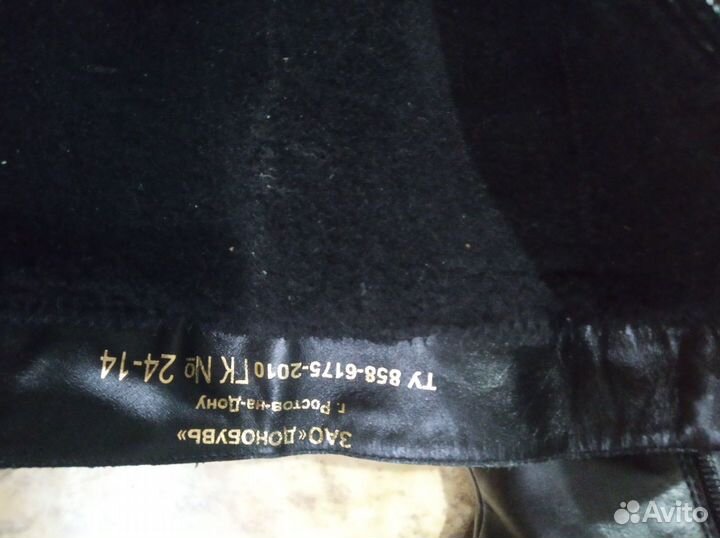 ЗАО «ДОНОБУВЬ»
г. Ростов-на-Дону
ТУ 858-6175-2010 ГК № 24-14
Avito